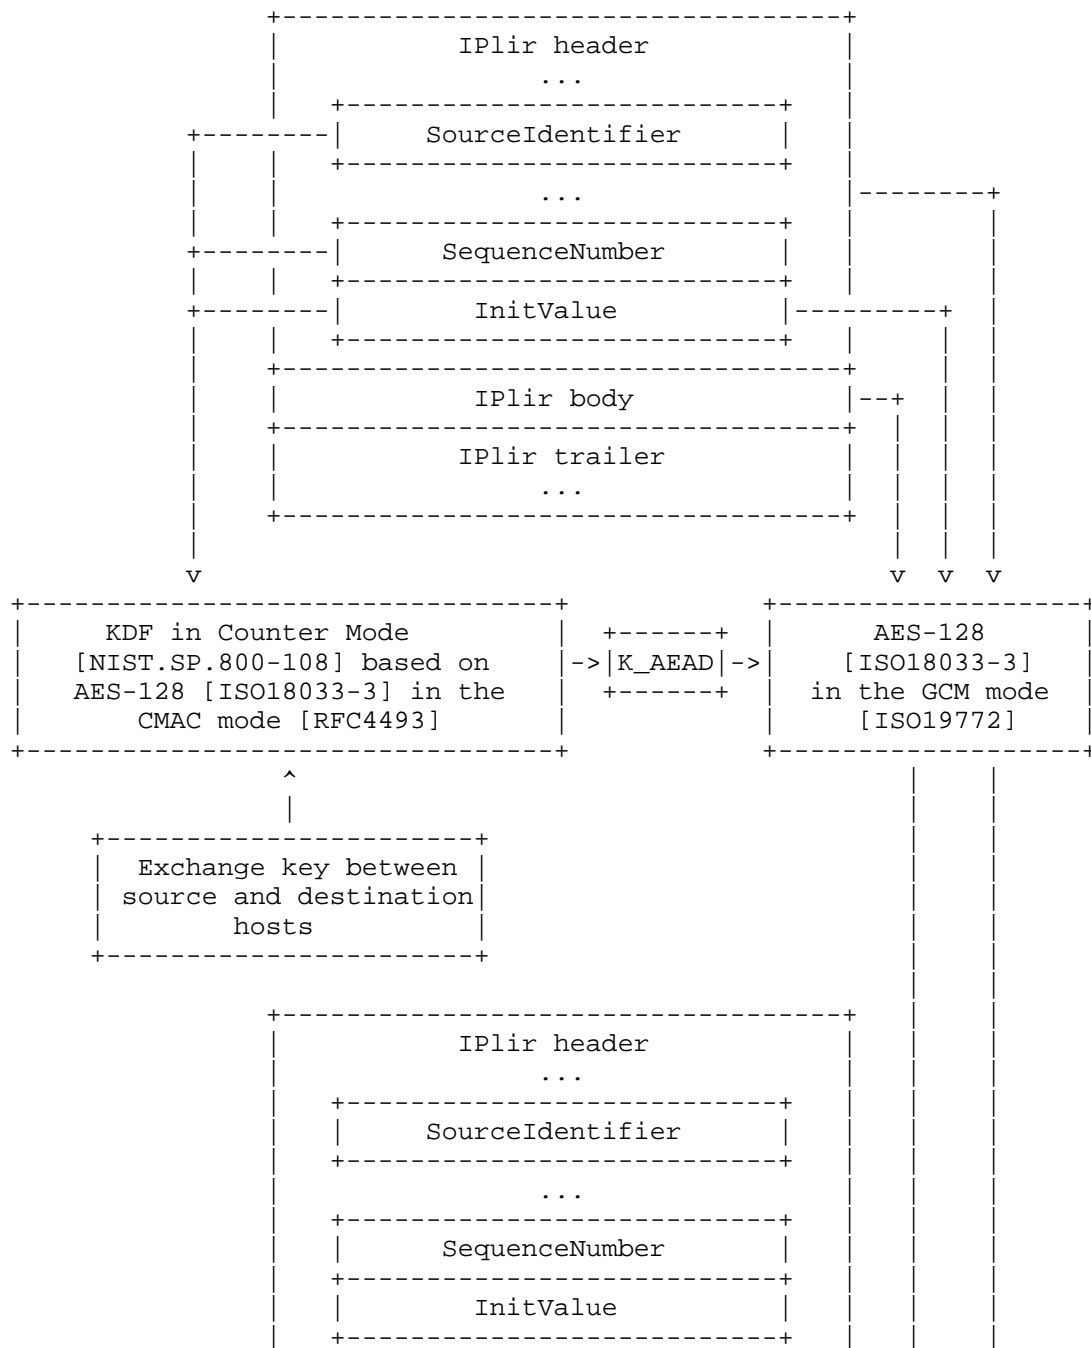 IPlir header
...
SourceIdentifier
...
SequenceNumber
InitValue
IPlir body
IPlir trailer
...
KDF in Counter Mode
[NIST.SP.800-108] based on
AES-128 [ISO18033-3] in the
CMAC mode [RFC4493]
->|K_AEAD|->
AES-128
[ISO18033-3]
in the GCM mode
[ISO19772]
Exchange key between
source and destination
hosts
IPlir header
...
SourceIdentifier
...
SequenceNumber
InitValue